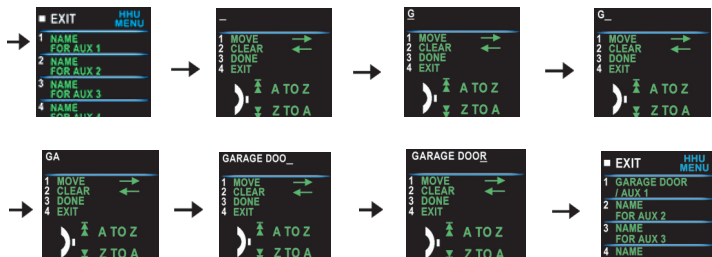 EXIT HHU
MENU
1 NAME
FOR AUX 1
2 NAME
FOR AUX 2
3 NAME
FOR AUX 3
4 NAME
FOR AUX 4
_
1 MOVE
2 CLEAR
3 DONE
4 EXIT
A TO Z
Z TO A
G
1 MOVE
2 CLEAR
3 DONE
4 EXIT
A TO Z
Z TO A
G_
1 MOVE
2 CLEAR
3 DONE
4 EXIT
A TO Z
Z TO A
GA
1 MOVE
2 CLEAR
3 DONE
4 EXIT
A TO Z
Z TO A
GARAGE DOO_
1 MOVE
2 CLEAR
3 DONE
4 EXIT
A TO Z
Z TO A
GARAGE DOOR
1 MOVE
2 CLEAR
3 DONE
4 EXIT
A TO Z
Z TO A
EXIT HHU
MENU
1 GARAGE DOOR
/ AUX 1
2 NAME
FOR AUX 2
3 NAME
FOR AUX 3
4 NAME